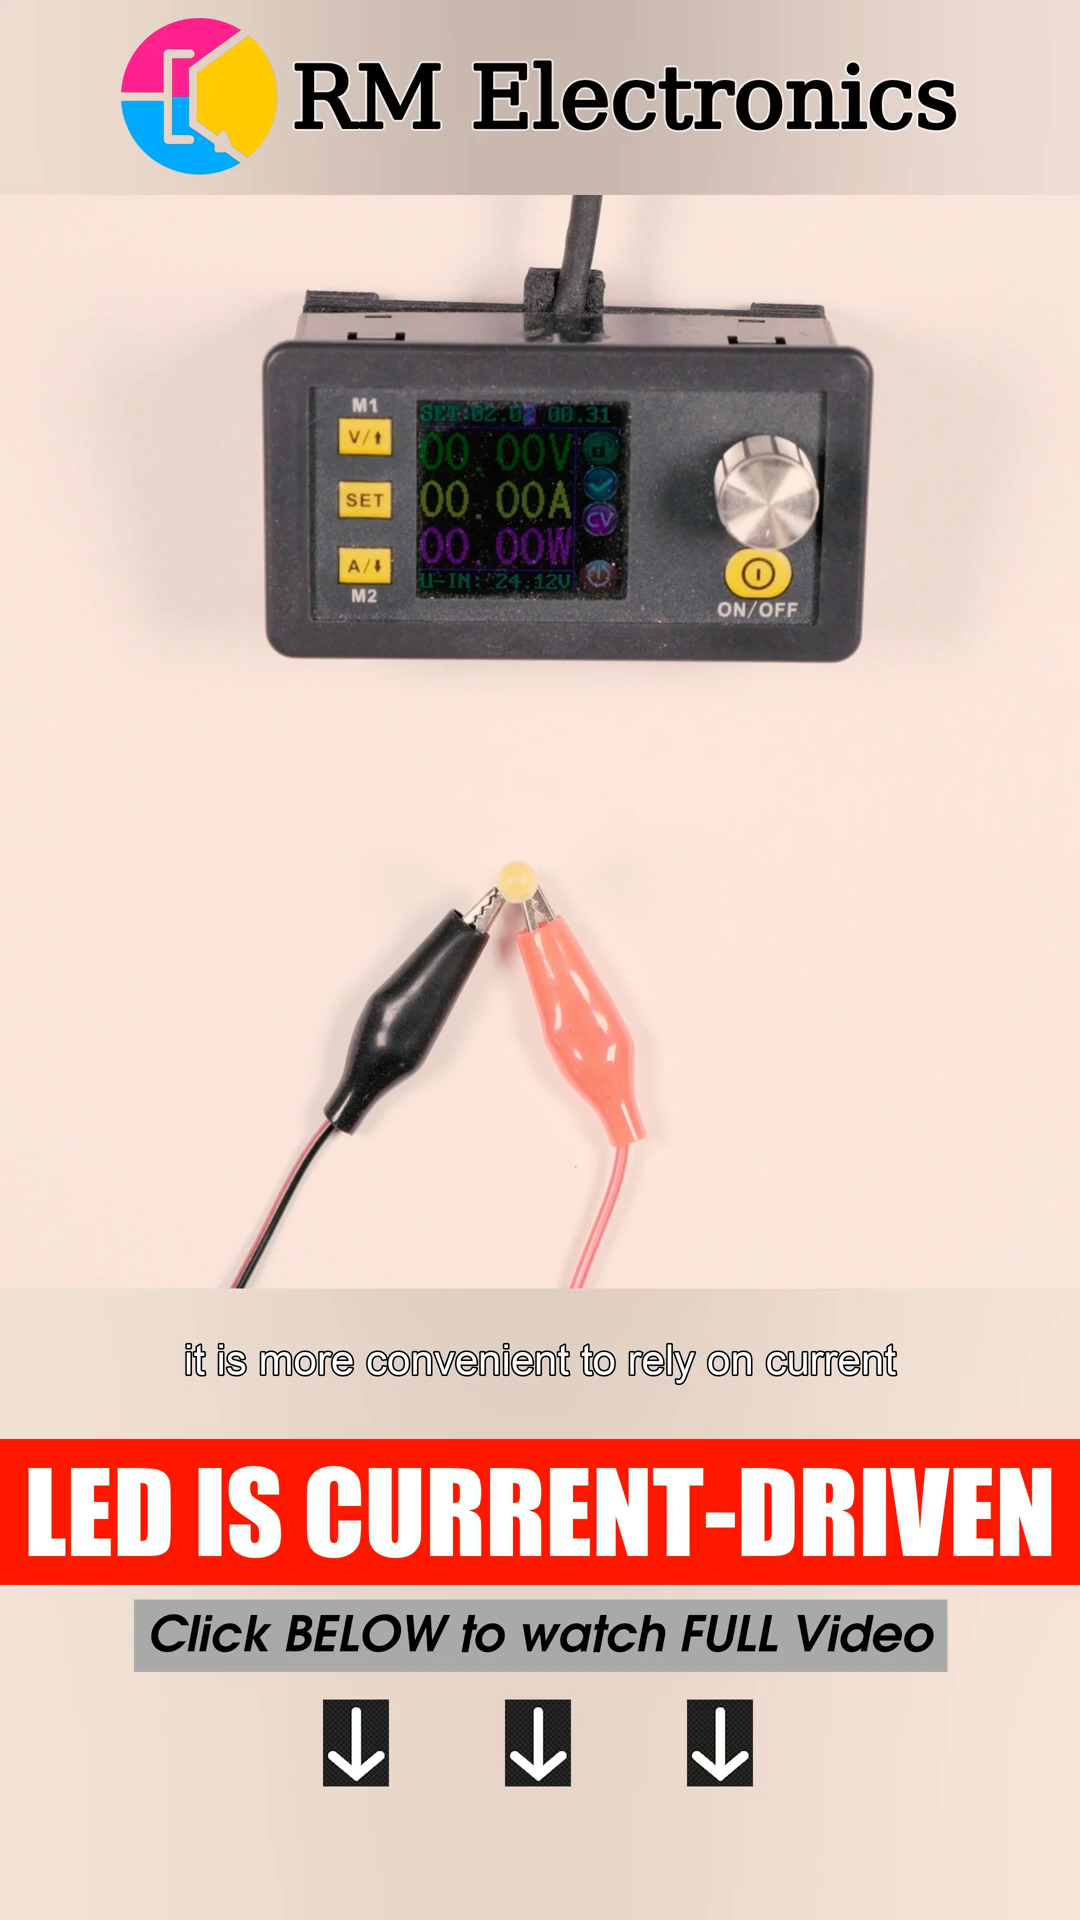 RM Electronics
M1
V/⬆
SET
A/⬇
M2
SET:02.02 00.31
00.00V
00.00A
CV
00.00W
U-IN: 24.12V
ON/OFF
it is more convenient to rely on current
LED IS CURRENT-DRIVEN
Click BELOW to watch FULL Video